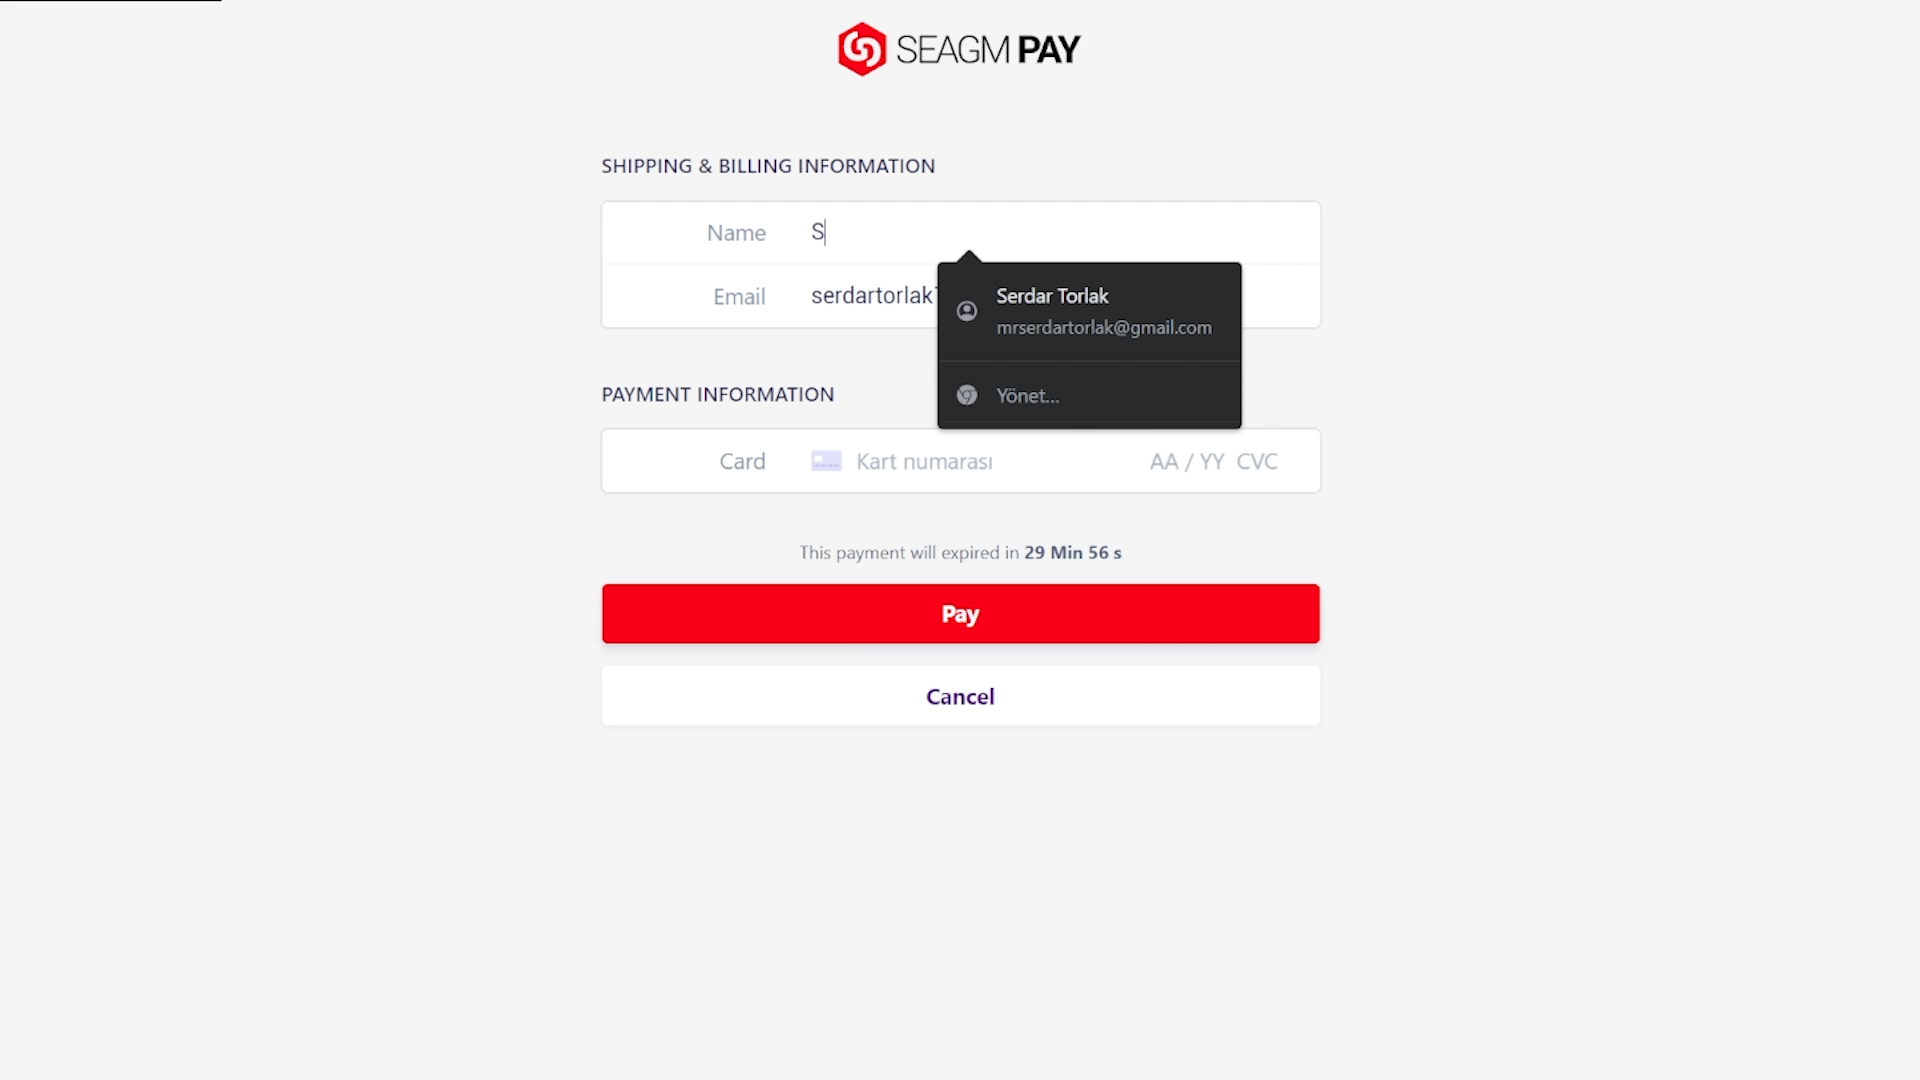 SEAGM PAY
SHIPPING & BILLING INFORMATION
Name S
Email serdartorlak
Serdar Torlak
mrserdartorlak@gmail.com
Yönet...
PAYMENT INFORMATION
Card Kart numarası AA / YY CVC
This payment will expired in 29 Min 56 s
Pay
Cancel